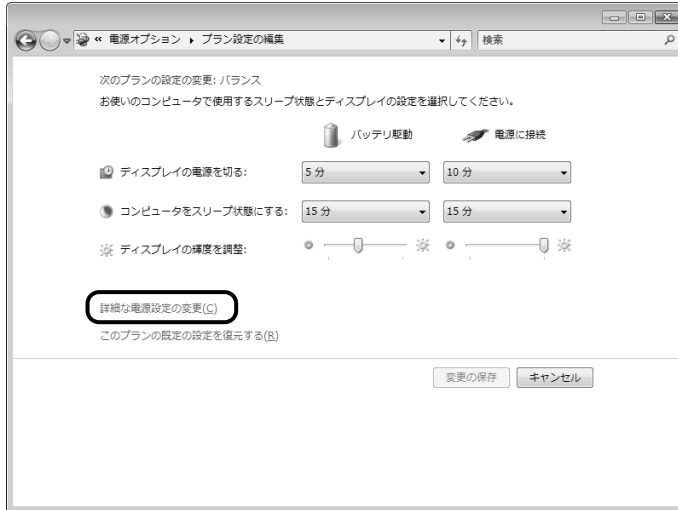 « 電源オプション ▸ プラン設定の編集 検索
次のプランの設定の変更: バランス
お使いのコンピュータで使用するスリープ状態とディスプレイの設定を選択してください。
バッテリ駆動 電源に接続
ディスプレイの電源を切る: 5 分 10 分
コンピュータをスリープ状態にする: 15 分 15 分
ディスプレイの輝度を調整:
詳細な電源設定の変更(C)
このプランの既定の設定を復元する(R)
変更の保存 キャンセル